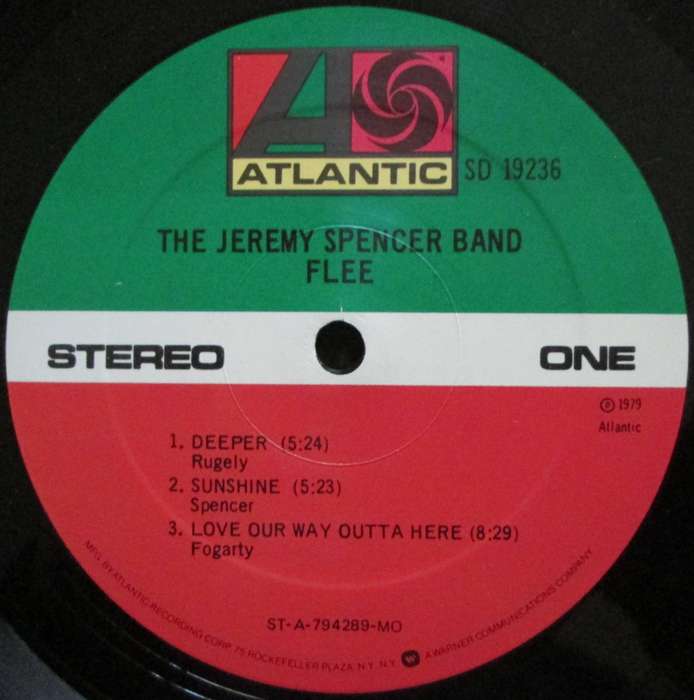 ATLANTIC
SD 19236
THE JEREMY SPENCER BAND
FLEE
STEREO
ONE
℗ 1979
Atlantic
1. DEEPER (5:24)
Rugely
2. SUNSHINE (5:23)
Spencer
3. LOVE OUR WAY OUTTA HERE (8:29)
Fogarty
ST-A-794289-MO
MFG. BY ATLANTIC RECORDING CORP. 75 ROCKEFELLER PLAZA, N.Y., N.Y. A WARNER COMMUNICATIONS COMPANY